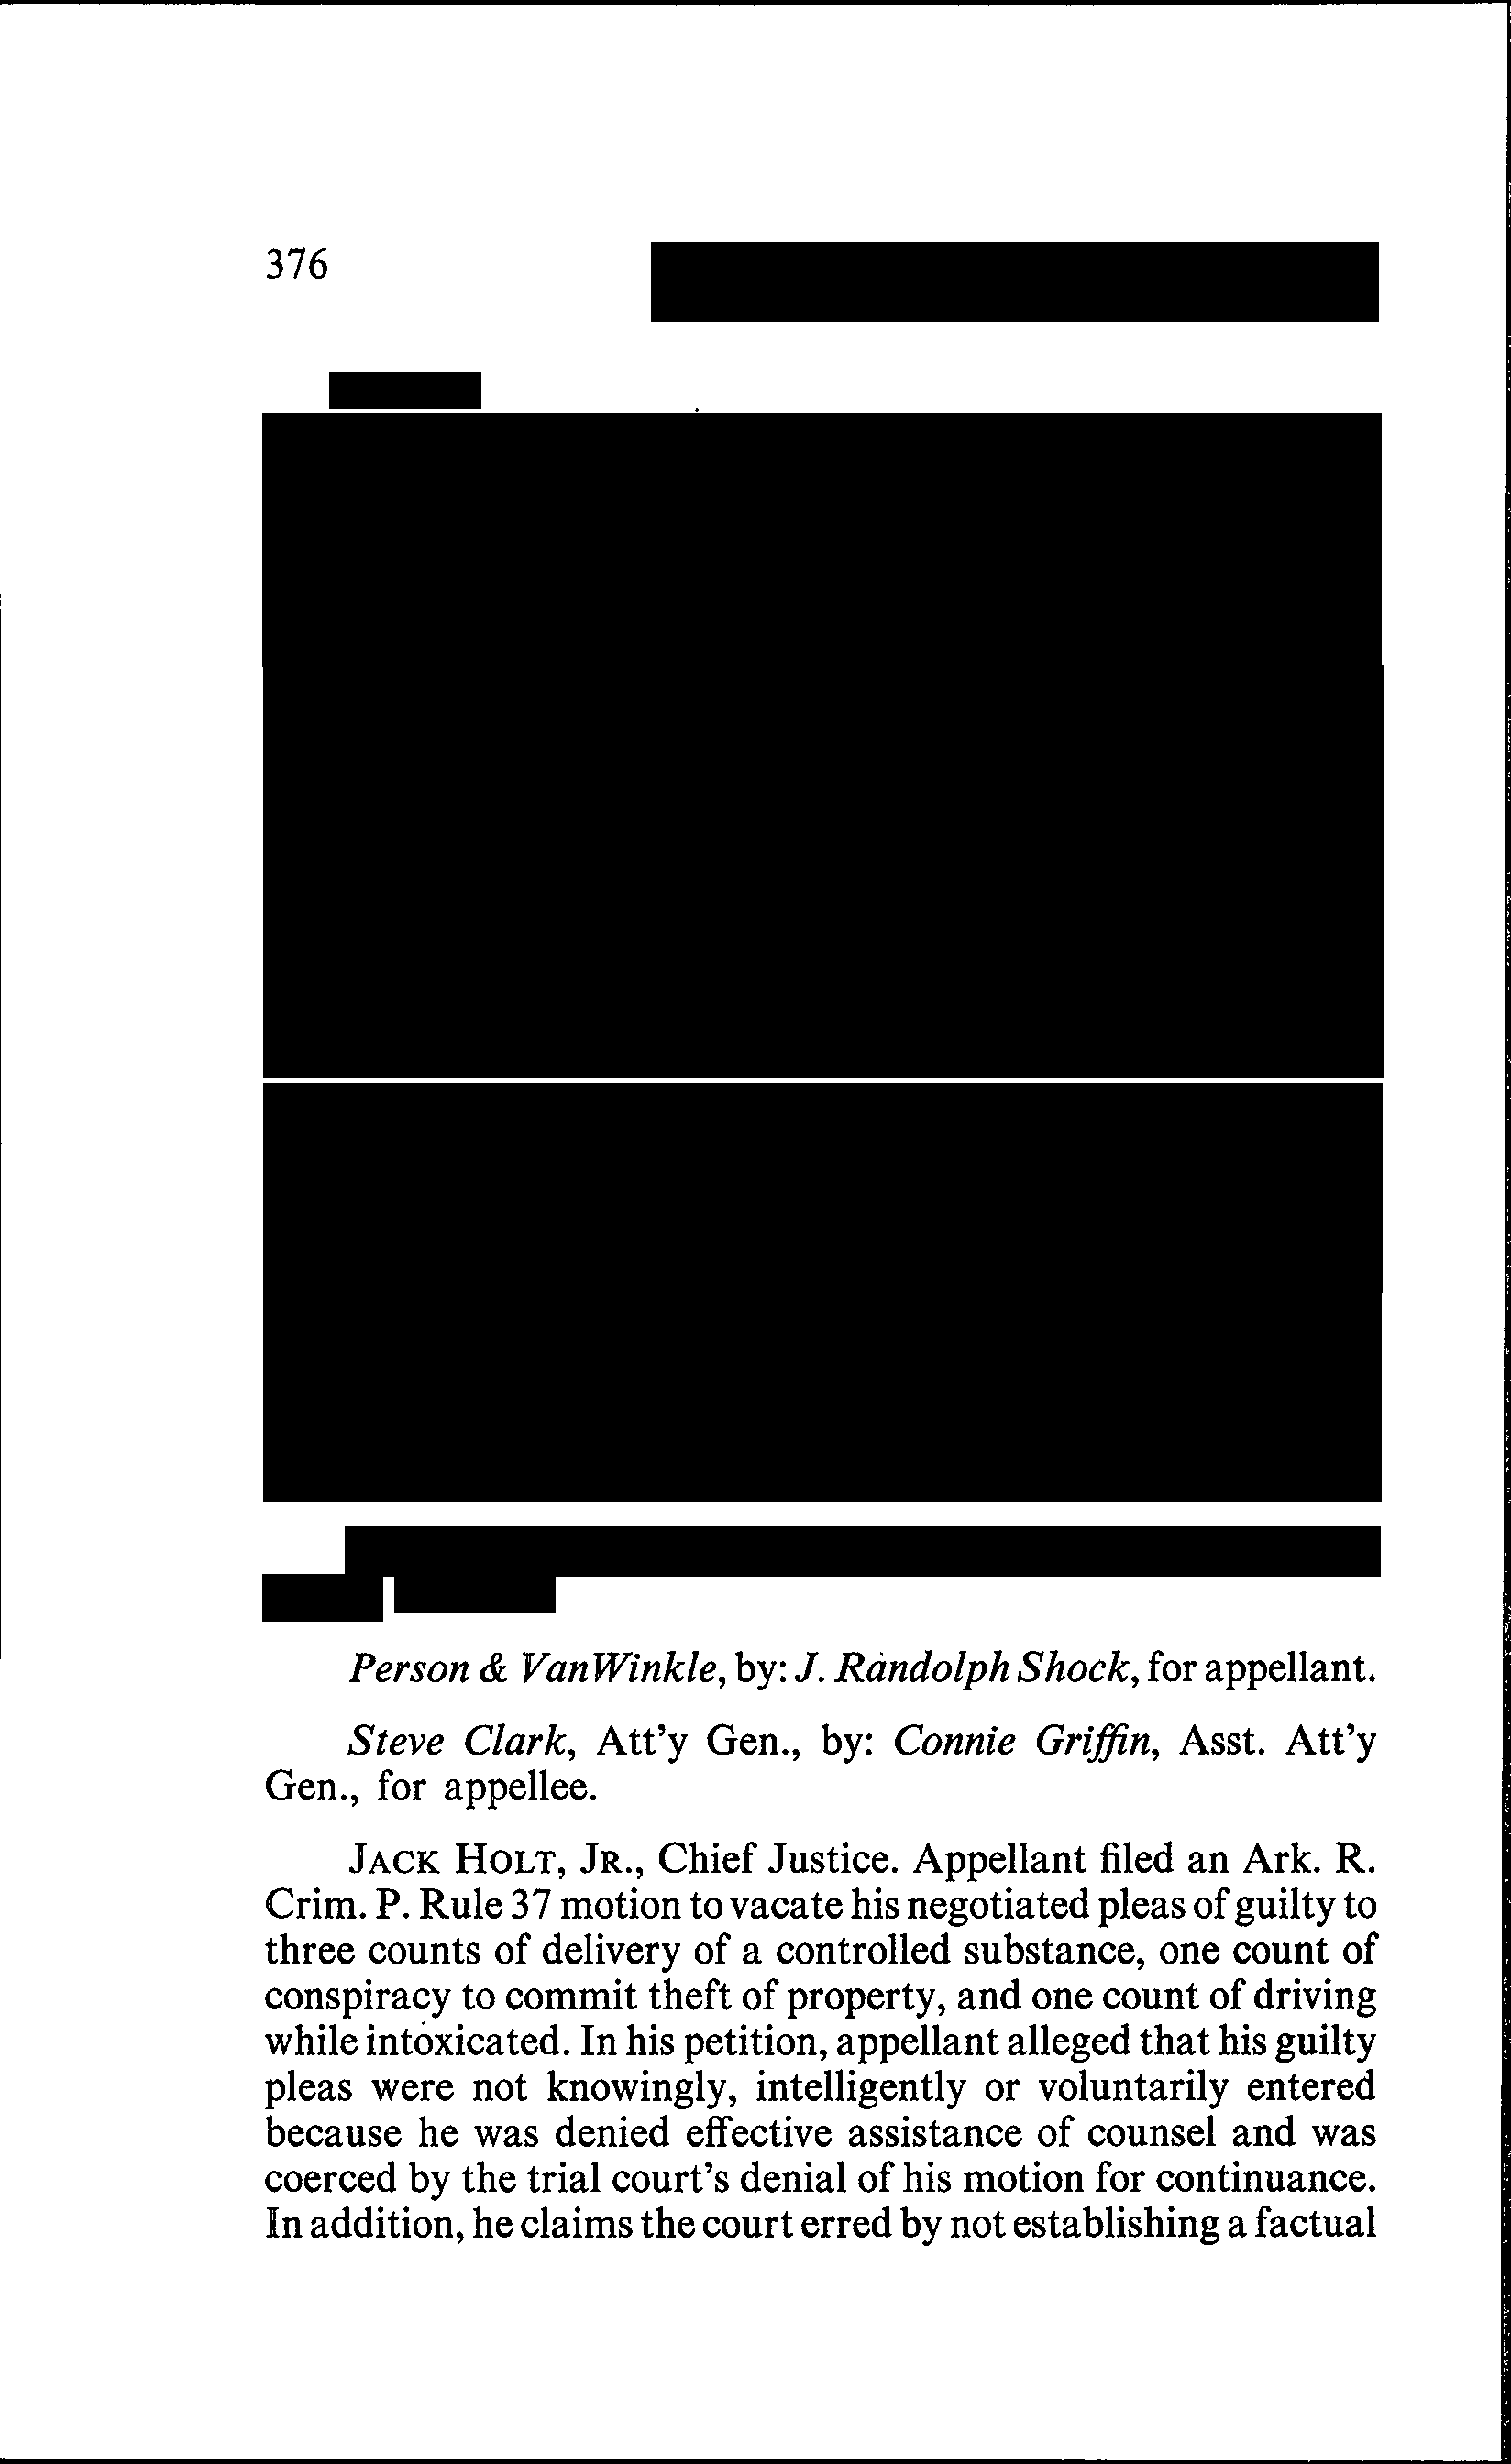 376
Person & VanWinkle, by: J. Randolph Shock, for appellant.
Steve Clark, Att'y Gen., by: Connie Griffin, Asst. Att'y
Gen., for appellee.
JACK HOLT, JR., Chief Justice. Appellant filed an Ark. R.
Crim. P. Rule 37 motion to vacate his negotiated pleas of guilty to
three counts of delivery of a controlled substance, one count of
conspiracy to commit theft of property, and one count of driving
while intoxicated. In his petition, appellant alleged that his guilty
pleas were not knowingly, intelligently or voluntarily entered
because he was denied effective assistance of counsel and was
coerced by the trial court's denial of his motion for continuance.
In addition, he claims the court erred by not establishing a factual